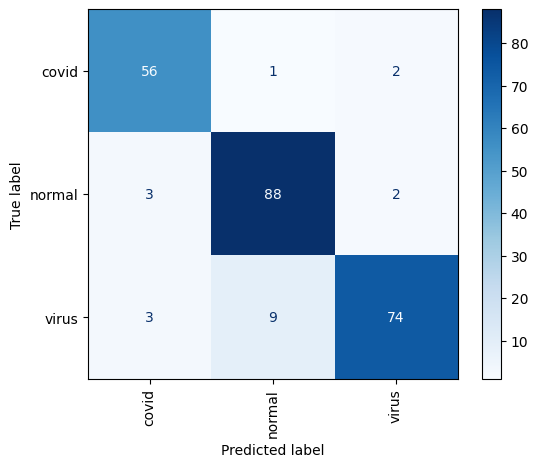 covid 56 1 2
normal 3 88 2
virus 3 9 74
covid normal virus
Predicted label
True label
80
70
60
50
40
30
20
10